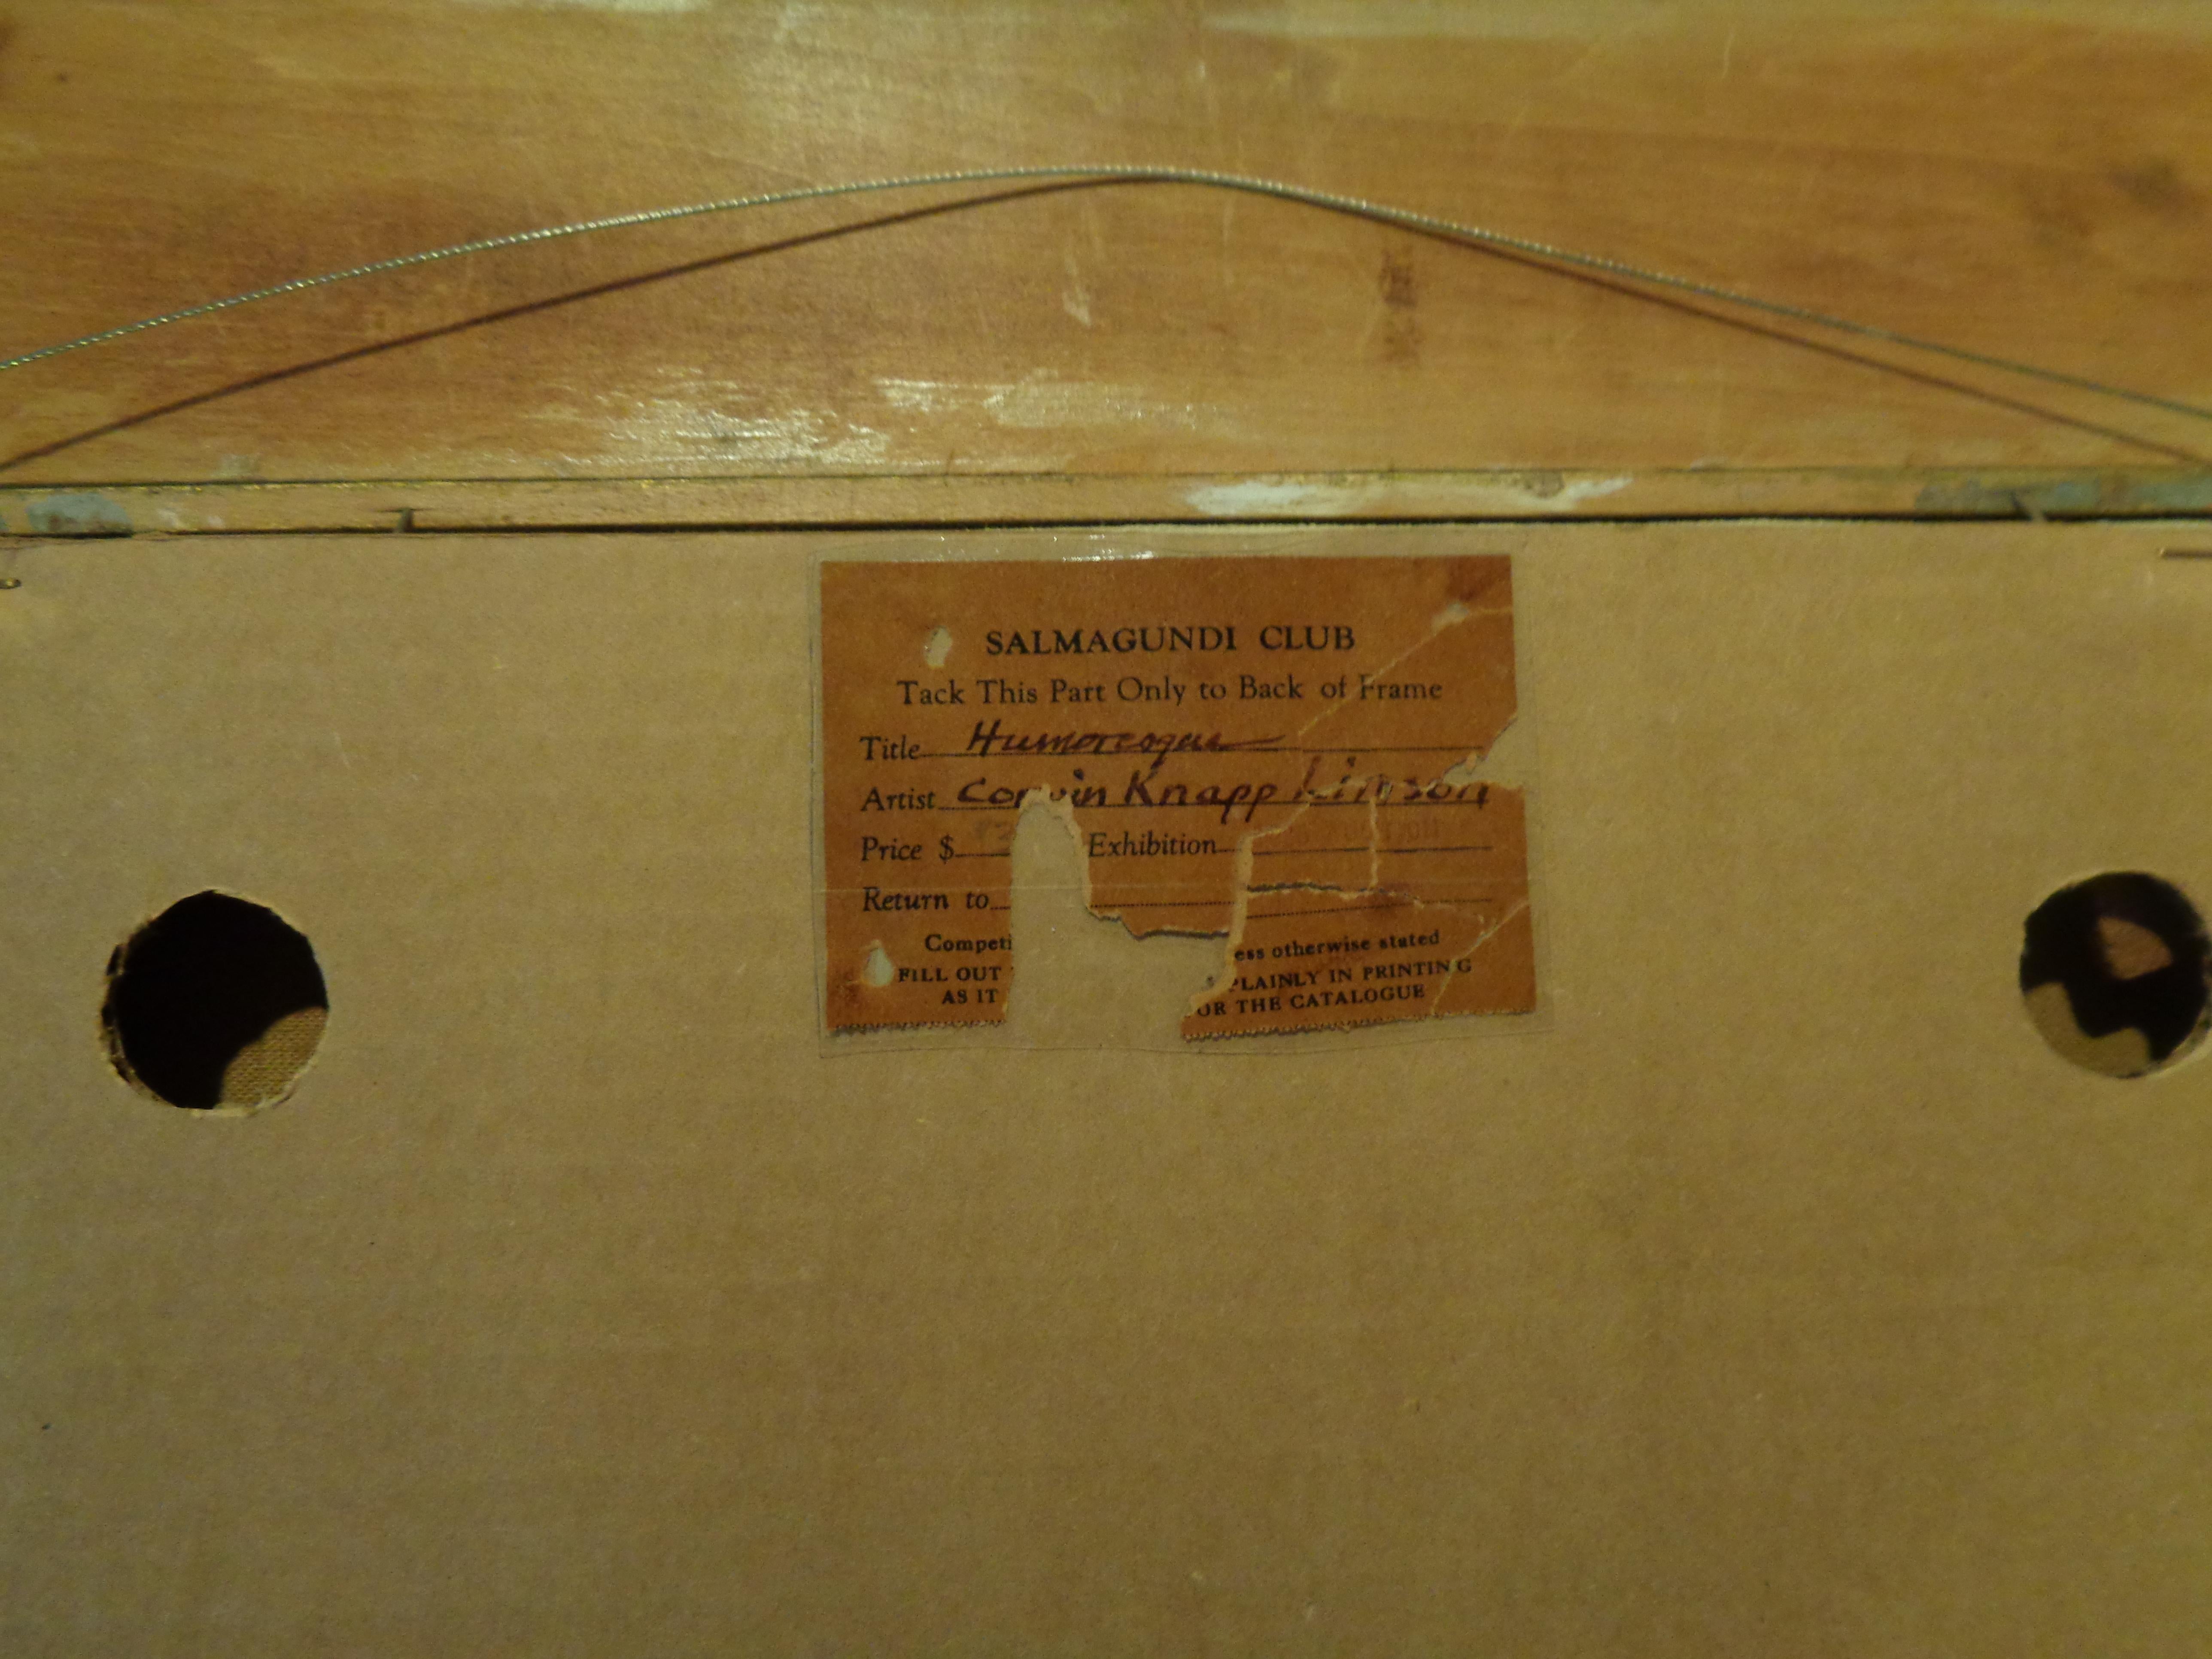 SALMAGUNDI CLUB
Tack This Part Only to Back of Frame
Title Humoresque
Artist Corwin Knapp Linson
Price $ Exhibition
Return to
Competi ess otherwise stated
FILL OUT PLAINLY IN PRINTING
AS IT OR THE CATALOGUE